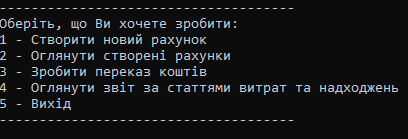 -------------------------------------
Оберіть, що Ви хочете зробити:
1 - Створити новий рахунок
2 - Оглянути створені рахунки
3 - Зробити переказ коштів
4 - Оглянути звіт за статтями витрат та надходжень
5 - Вихід
-------------------------------------